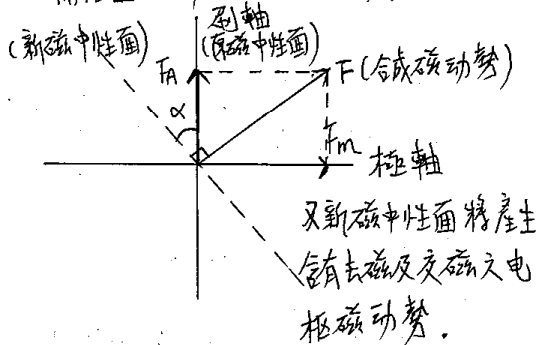 刷軸
(新磁中性面)
(原磁中性面)
FA
F(合成磁动势)
α
Fm
極軸
又新磁中性面將產生
含有去磁及交磁之电
枢磁动势.